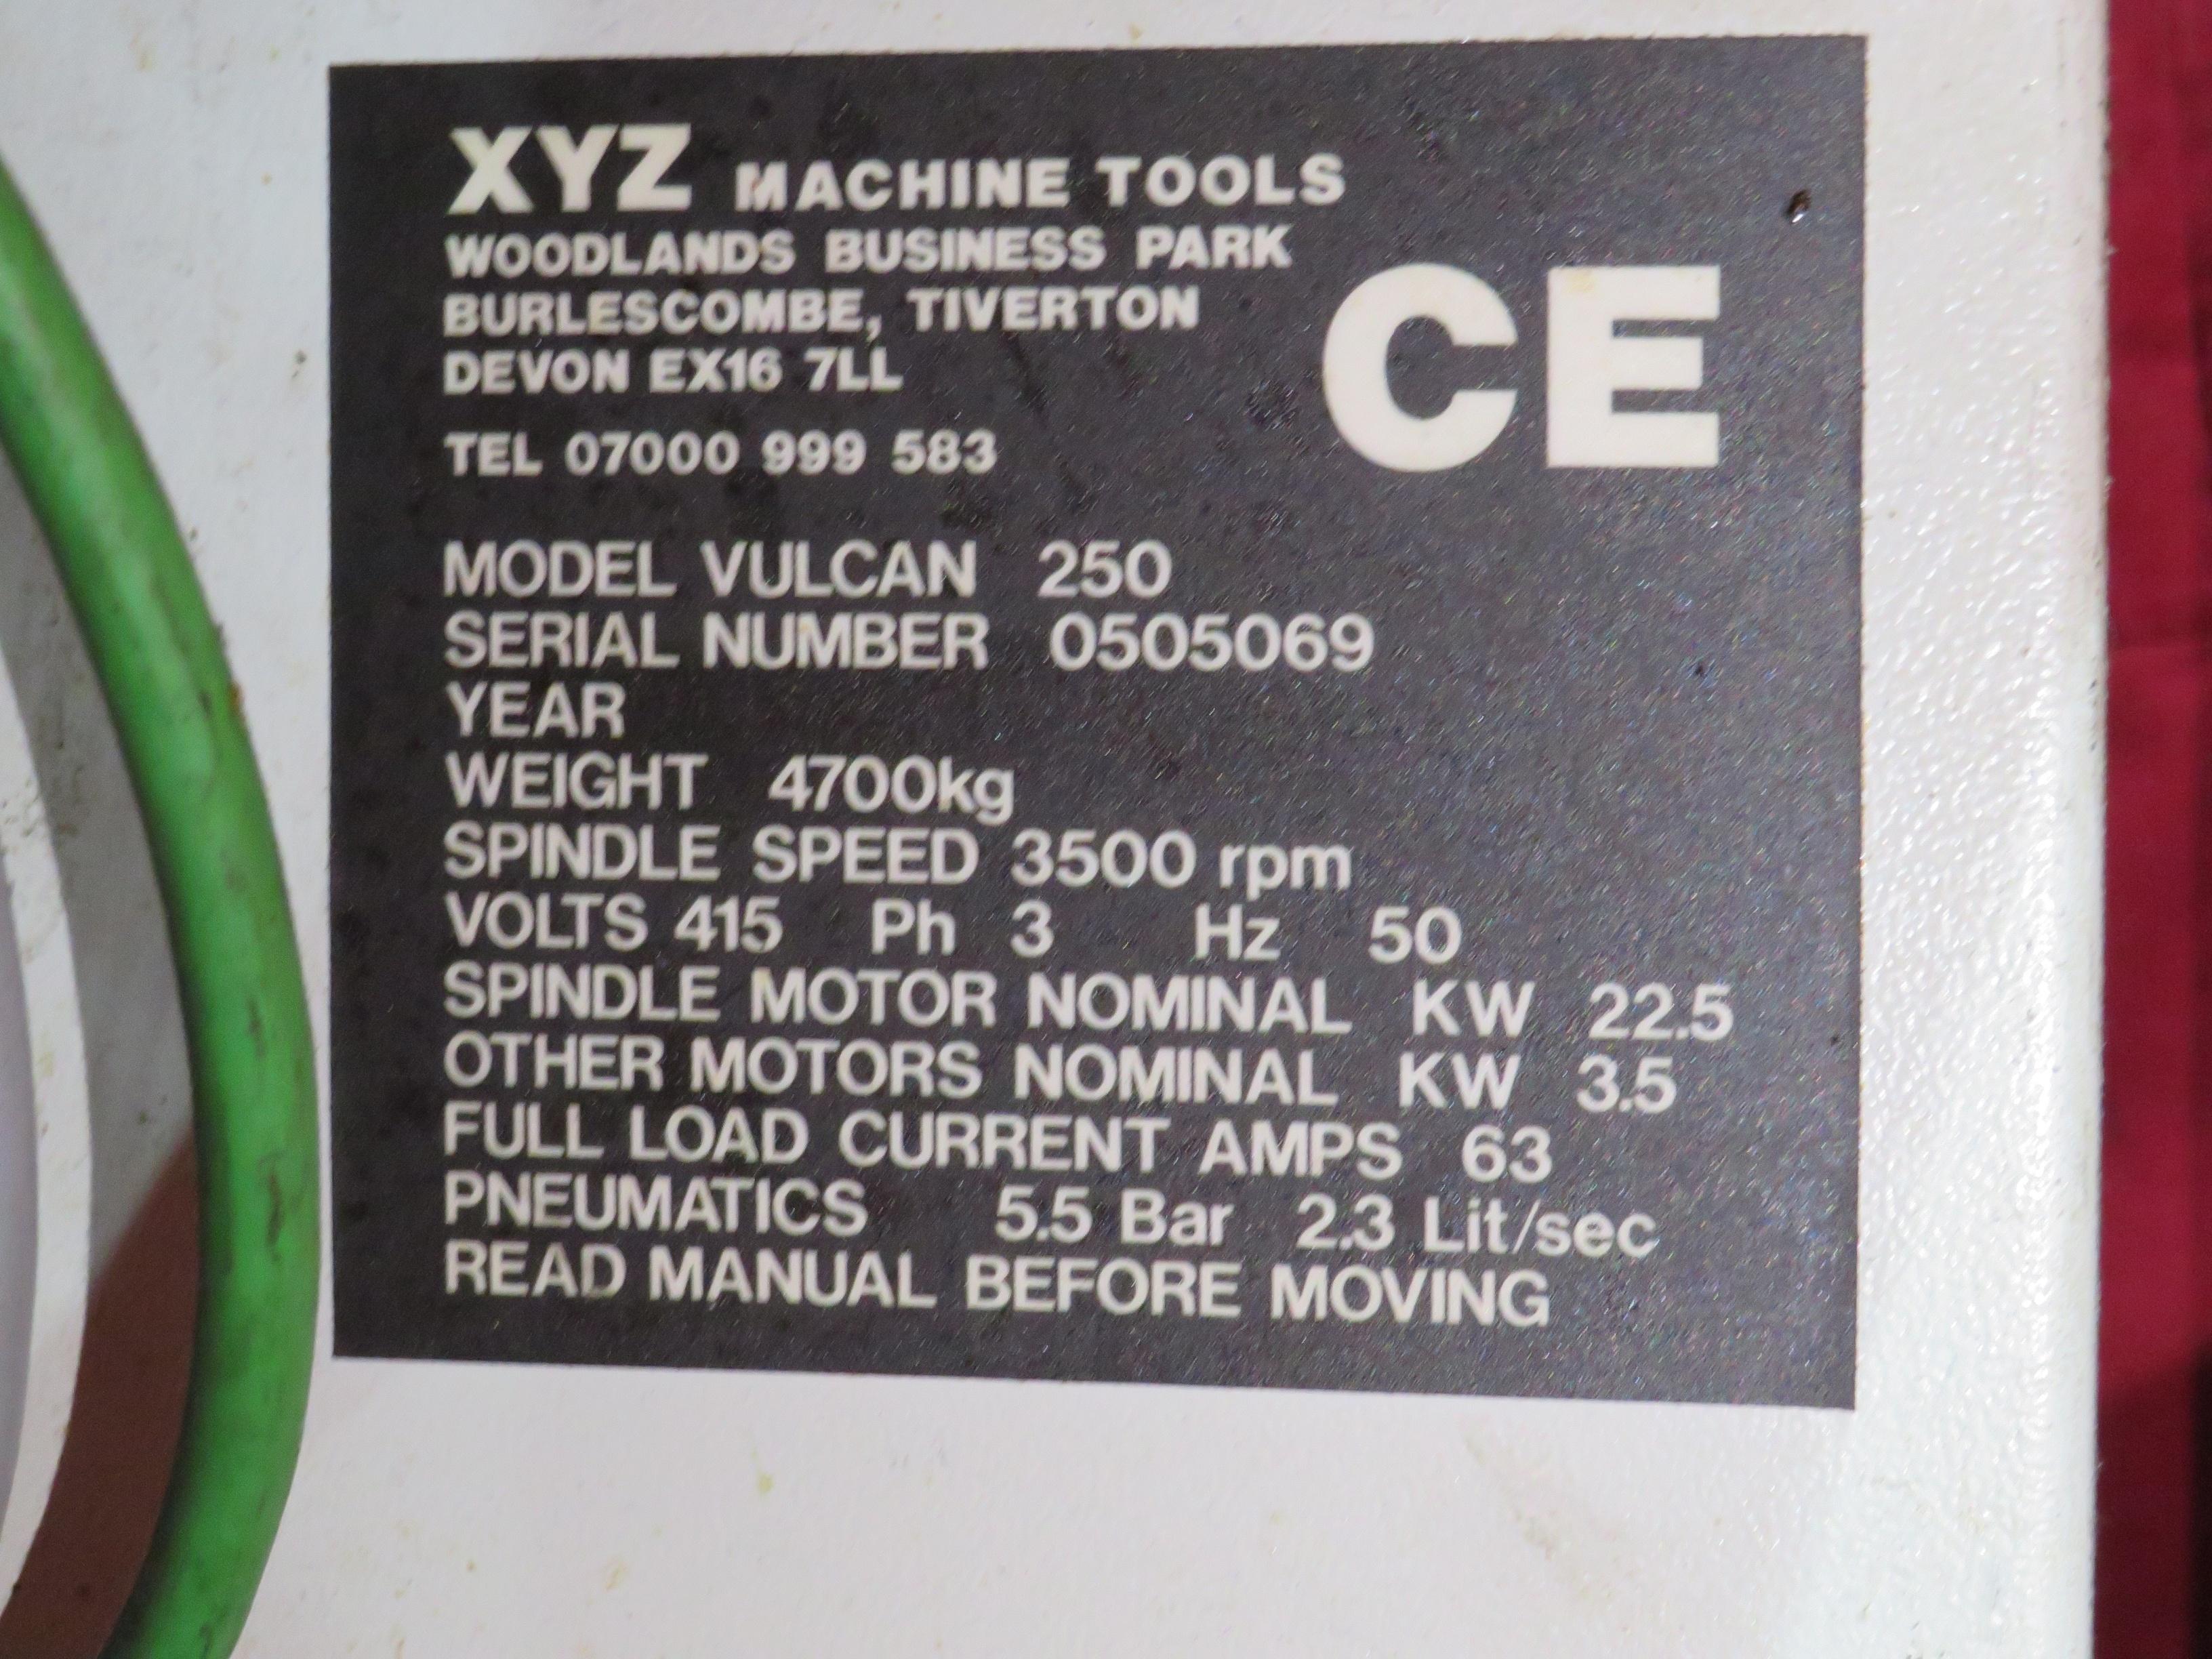 XYZ MACHINE TOOLS
WOODLANDS BUSINESS PARK
BURLESCOMBE, TIVERTON
DEVON EX16 7LL
CE
TEL 07000 999 583
MODEL VULCAN 250
SERIAL NUMBER 0505069
YEAR
WEIGHT 4700kg
SPINDLE SPEED 3500 rpm
VOLTS 415 Ph 3 Hz 50
SPINDLE MOTOR NOMINAL KW 22.5
OTHER MOTORS NOMINAL KW 3.5
FULL LOAD CURRENT AMPS 63
PNEUMATICS 5.5 Bar 2.3 Lit/sec
READ MANUAL BEFORE MOVING